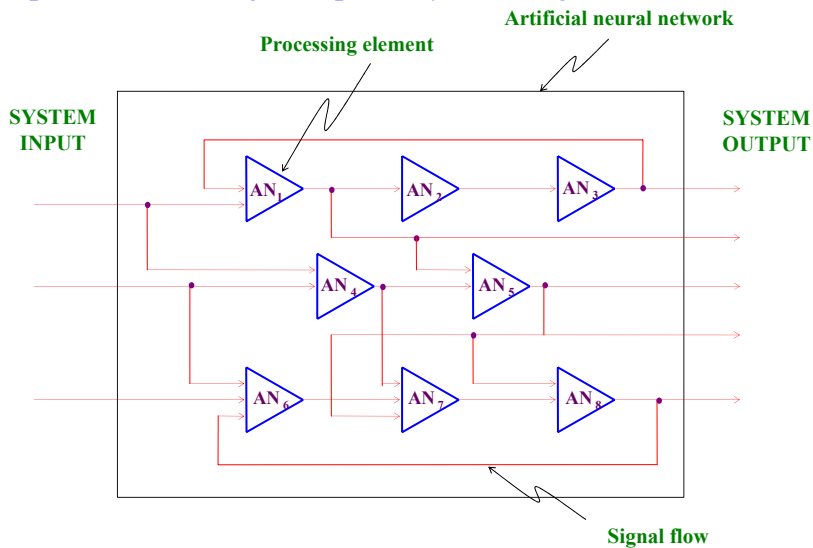 Artificial neural network
Processing element
SYSTEM
INPUT
SYSTEM
OUTPUT
AN1
AN2
AN3
AN4
AN5
AN6
AN7
AN8
Signal flow